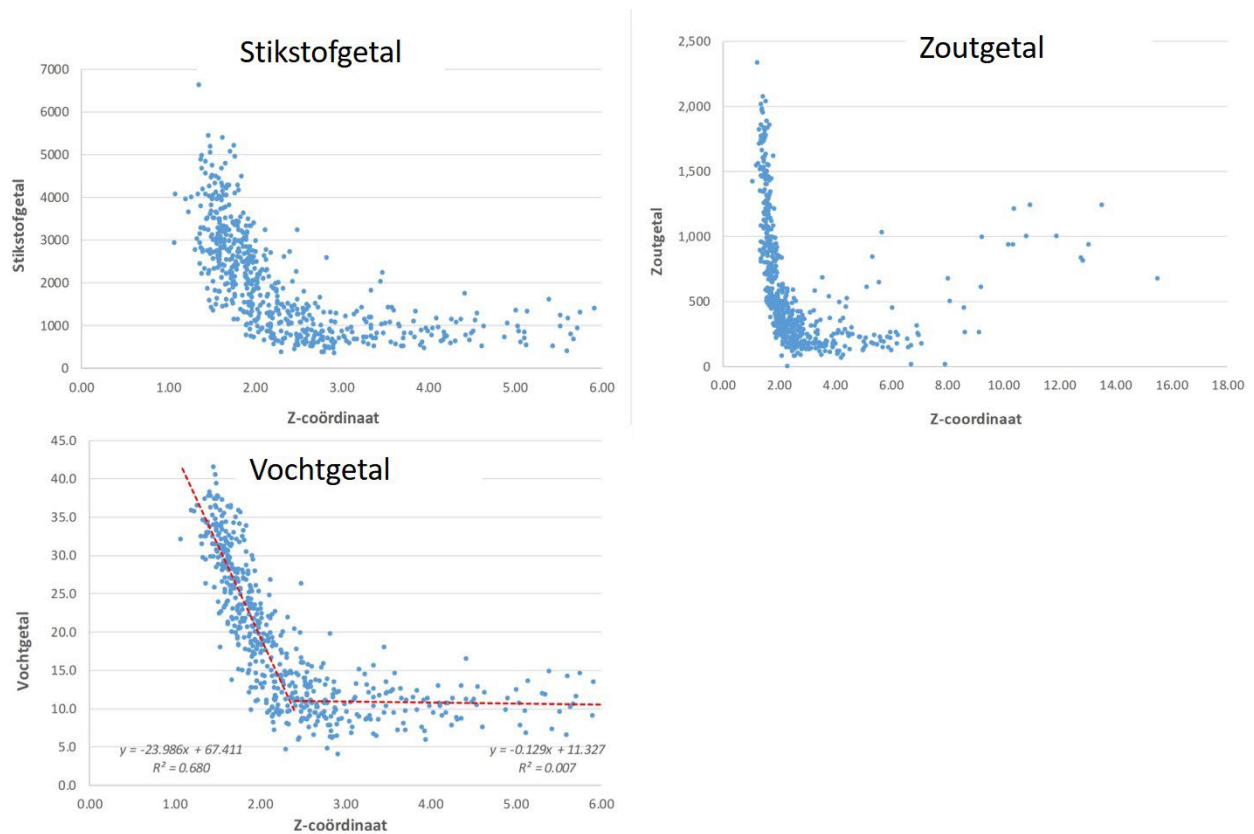 Stikstofgetal
7000
6000
5000
4000
3000
2000
1000
0
Stikstofgetal
0.00 1.00 2.00 3.00 4.00 5.00 6.00
Z-coördinaat
Zoutgetal
2,500
2,000
1,500
1,000
500
0
Zoutgetal
0.00 2.00 4.00 6.00 8.00 10.00 12.00 14.00 16.00 18.00
Z-coordinaat
Vochtgetal
45.0
40.0
35.0
30.0
25.0
20.0
15.0
10.0
5.0
0.0
Vochtgetal
y = -23.986x + 67.411
R² = 0.680
y = -0.129x + 11.327
R² = 0.007
0.00 1.00 2.00 3.00 4.00 5.00 6.00
Z-coördinaat